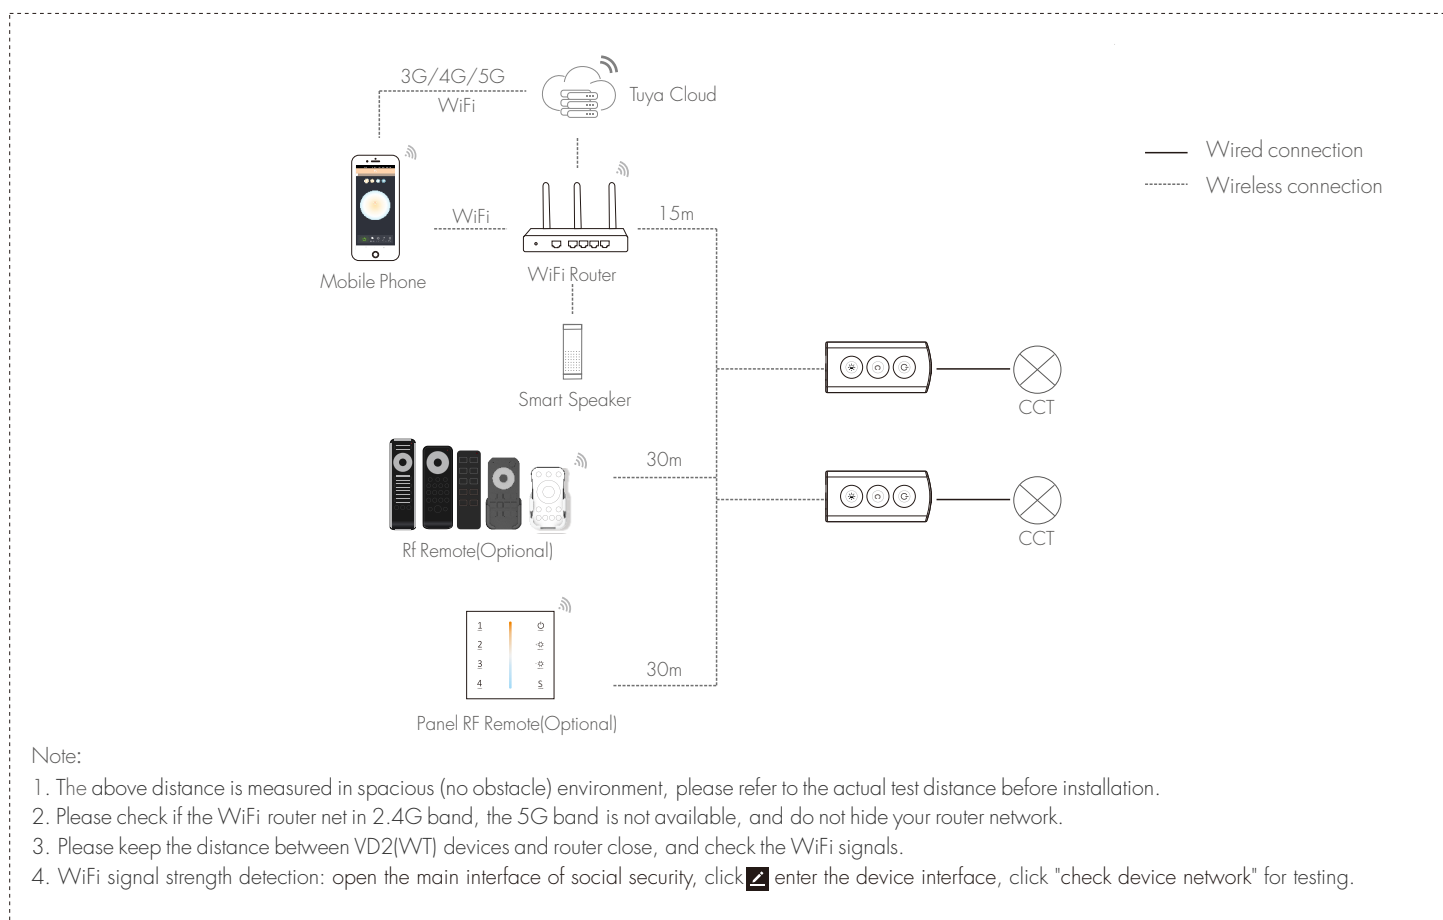 3G/4G/5G
WiFi
Tuya Cloud
Wired connection
Wireless connection
WiFi
15m
Mobile Phone
WiFi Router
Smart Speaker
CCT
30m
Rf Remote(Optional)
CCT
1
2
3
4
S
30m
Panel RF Remote(Optional)
Note:
1. The above distance is measured in spacious (no obstacle) environment, please refer to the actual test distance before installation.
2. Please check if the WiFi router net in 2.4G band, the 5G band is not available, and do not hide your router network.
3. Please keep the distance between VD2(WT) devices and router close, and check the WiFi signals.
4. WiFi signal strength detection: open the main interface of social security, click enter the device interface, click "check device network" for testing.